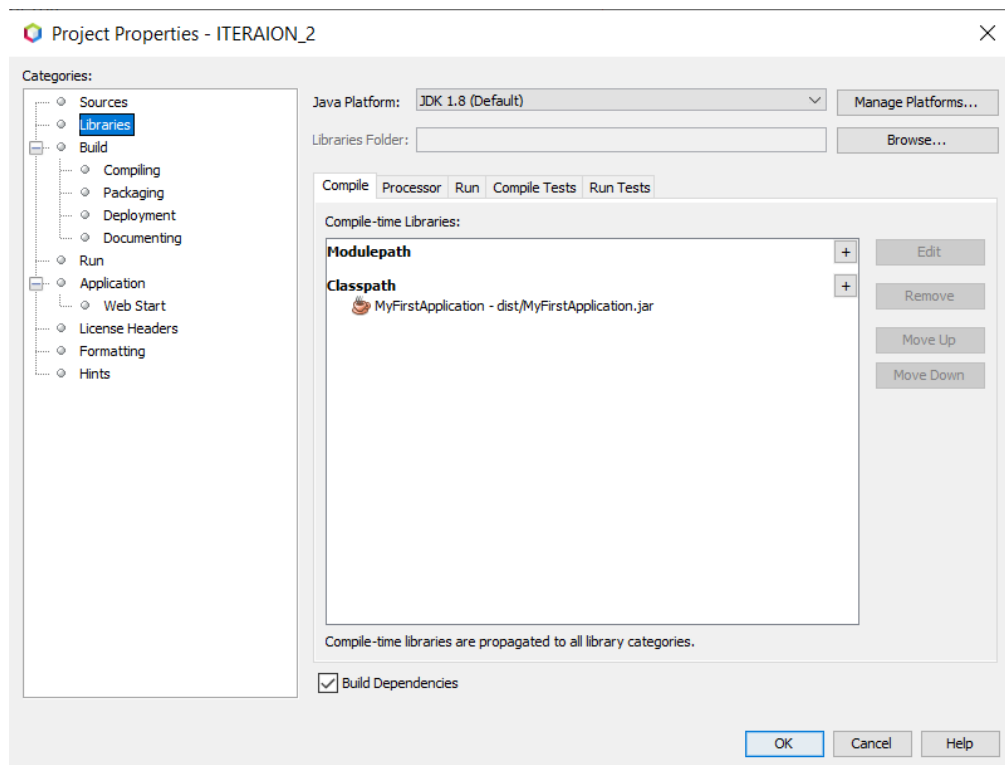 Project Properties - ITERAION_2
Categories:
Sources
Libraries
Build
Compiling
Packaging
Deployment
Documenting
Run
Application
Web Start
License Headers
Formatting
Hints
Java Platform: JDK 1.8 (Default) Manage Platforms...
Libraries Folder: Browse...
Compile Processor Run Compile Tests Run Tests
Compile-time Libraries:
Modulepath + Edit
Classpath +
MyFirstApplication - dist/MyFirstApplication.jar Remove
Move Up
Move Down
Compile-time libraries are propagated to all library categories.
Build Dependencies
OK Cancel Help